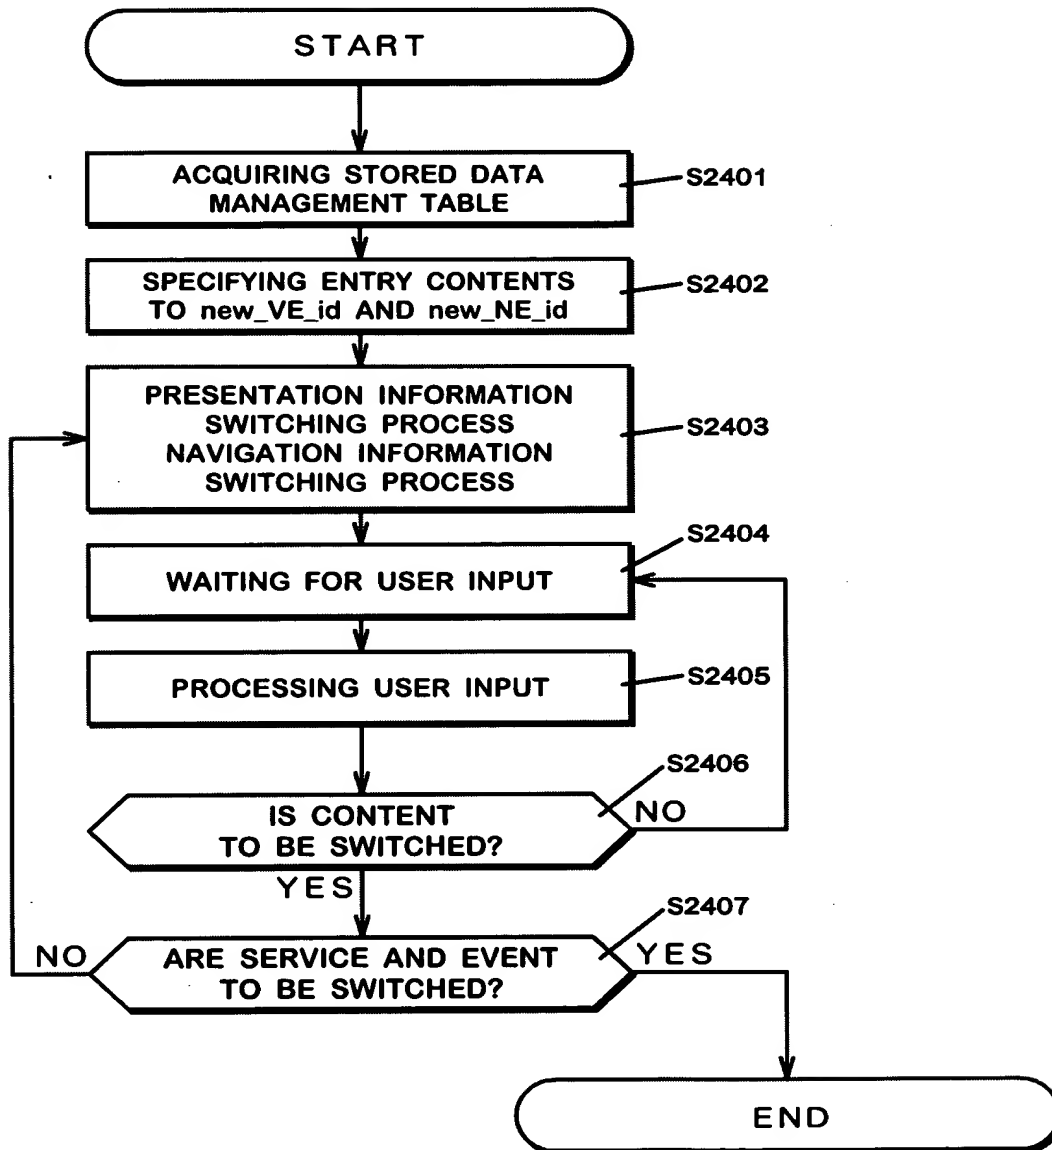 START
ACQUIRING STORED DATA
MANAGEMENT TABLE
S2401
SPECIFYING ENTRY CONTENTS
TO new_VE_id AND new_NE_id
S2402
PRESENTATION INFORMATION
SWITCHING PROCESS
NAVIGATION INFORMATION
SWITCHING PROCESS
S2403
S2404
WAITING FOR USER INPUT
PROCESSING USER INPUT
S2405
S2406
IS CONTENT
TO BE SWITCHED?
NO
YES
S2407
NO
ARE SERVICE AND EVENT
TO BE SWITCHED?
YES
END